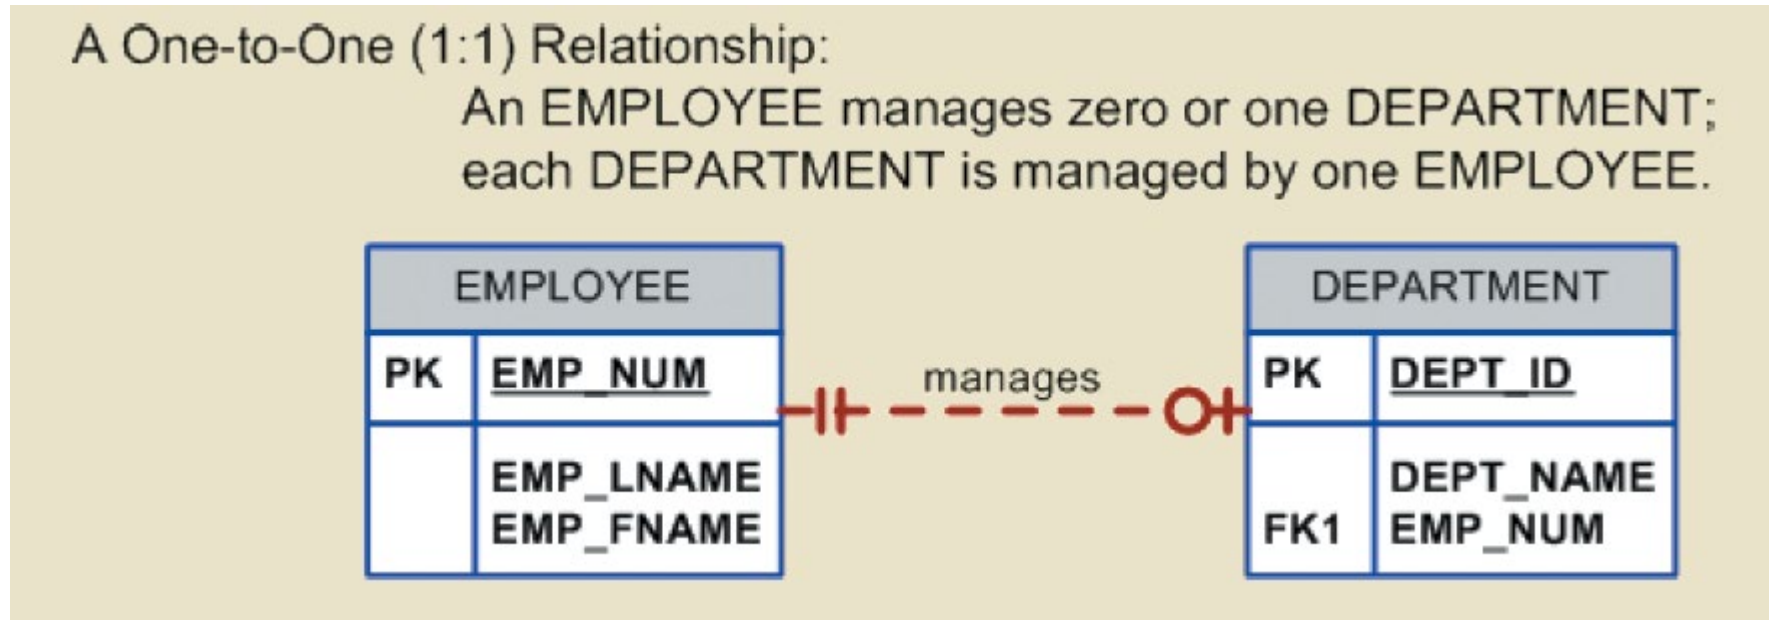 A One-to-One (1:1) Relationship:
An EMPLOYEE manages zero or one DEPARTMENT;
each DEPARTMENT is managed by one EMPLOYEE.
EMPLOYEE
PK EMP_NUM
EMP_LNAME
EMP_FNAME
manages
DEPARTMENT
PK DEPT_ID
DEPT_NAME
FK1 EMP_NUM